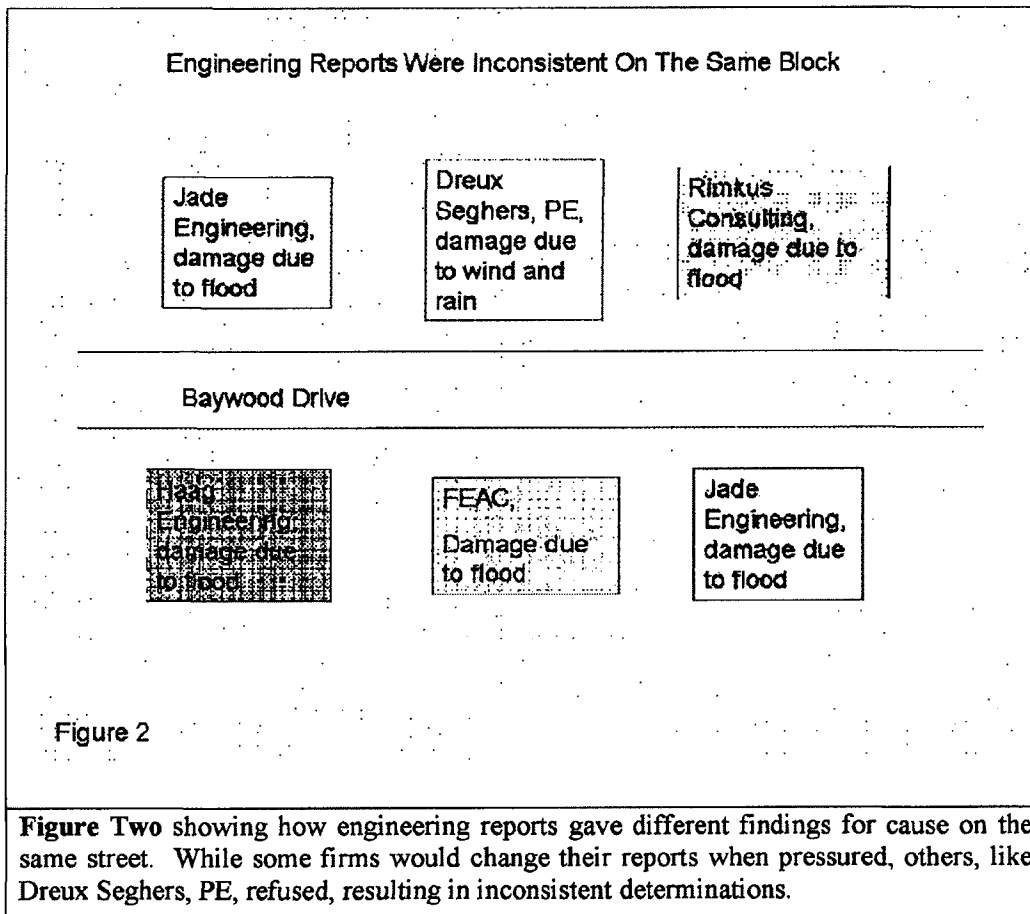 Engineering Reports Were Inconsistent On The Same Block
Jade
Engineering,
damage due
to flood
Dreux
Seghers, PE,
damage due
to wind and
rain
Rimkus
Consulting,
damage due to
flood
Baywood Drive
Haag
Engineering,
damage due
to flood
FEAC,
Damage due
to flood
Jade
Engineering,
damage due
to flood
Figure 2
Figure Two showing how engineering reports gave different findings for cause on the
same street. While some firms would change their reports when pressured, others, like
Dreux Seghers, PE, refused, resulting in inconsistent determinations.